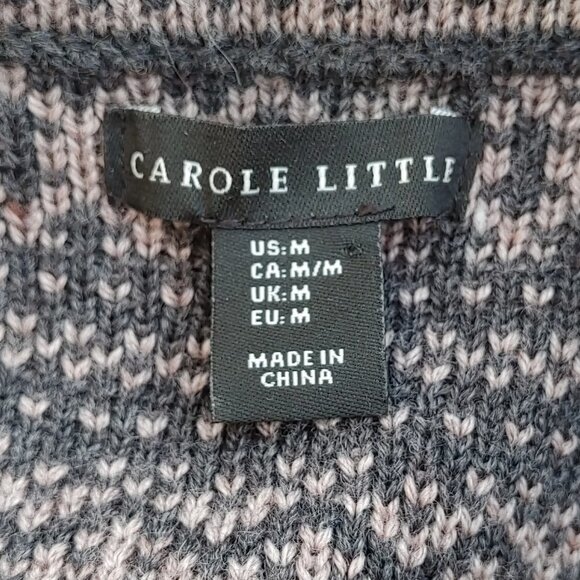 CAROLE LITTLE
US:M
CA:M/M
UK:M
EU:M
MADE IN
CHINA